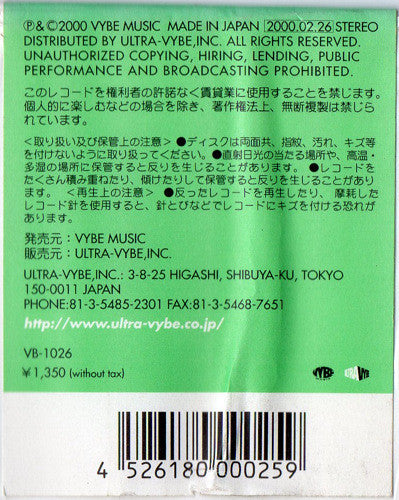 ℗&©2000 VYBE MUSIC MADE IN JAPAN 2000.02.26 STEREO
DISTRIBUTED BY ULTRA-VYBE,INC. ALL RIGHTS RESERVED.
UNAUTHORIZED COPYING, HIRING, LENDING, PUBLIC
PERFORMANCE AND BROADCASTING PROHIBITED.
このレコードを権利者の許諾なく賃貸業に使用することを禁じます。
個人的に楽しむなどの場合を除き、著作権法上、無断複製は禁じら
れています。
<取り扱い及び保管上の注意> ●ディスクは両面共、指紋、汚れ、キズ等
を付けないように取り扱ってください。●直射日光の当たる場所や、高温・
多湿の場所に保管すると反りを生じることがあります。 ●レコードを
たくさん積み重ねたり、傾けたりして保管すると反りを生じることがあり
ます。 <再生上の注意> ●反ったレコードを再生したり、摩耗した
レコード針を使用すると、針とびなどでレコードにキズを付ける恐れが
あります。
発売元：VYBE MUSIC
販売元：ULTRA-VYBE,INC.
ULTRA-VYBE,INC.: 3-8-25 HIGASHI, SHIBUYA-KU, TOKYO
150-0011 JAPAN
PHONE:81-3-5485-2301 FAX:81-3-5468-7651
http://www.ultra-vybe.co.jp/
VB-1026
¥1,350 (without tax)
VYBE
ULTRA VYBE
4 526180 000259